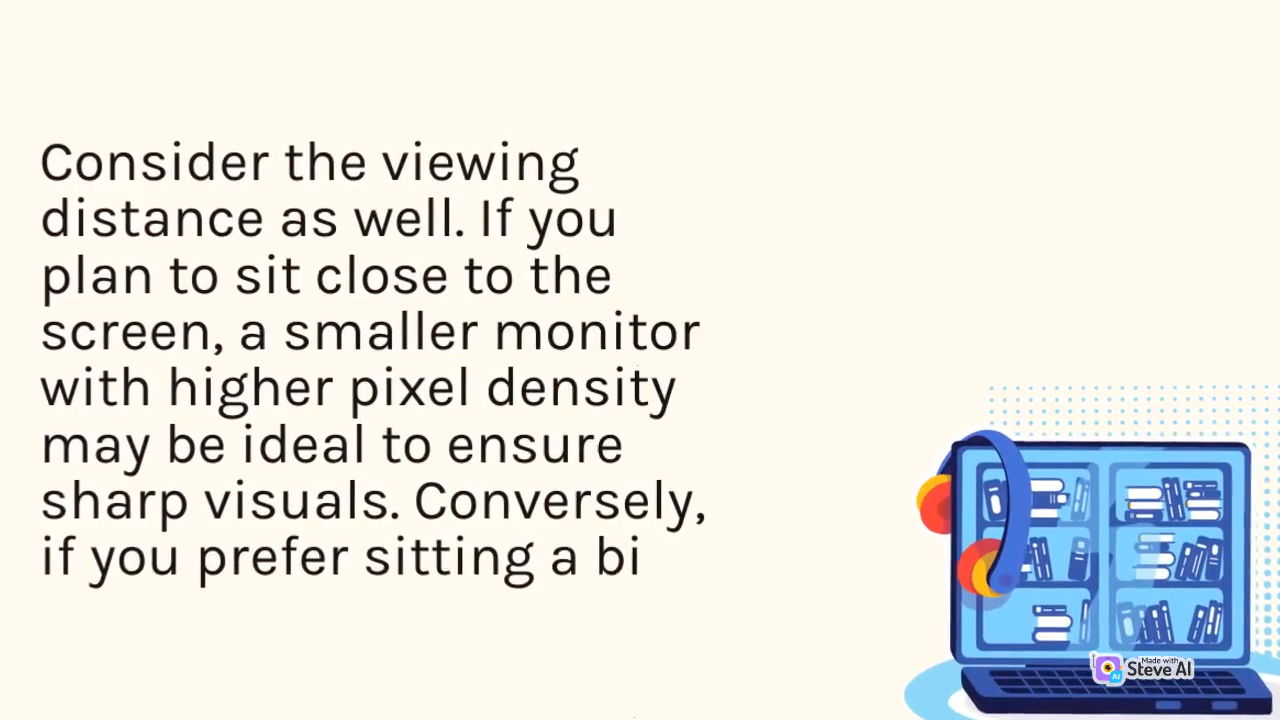 Consider the viewing
distance as well. If you
plan to sit close to the
screen, a smaller monitor
with higher pixel density
may be ideal to ensure
sharp visuals. Conversely,
if you prefer sitting a bi
Made with
Steve AI